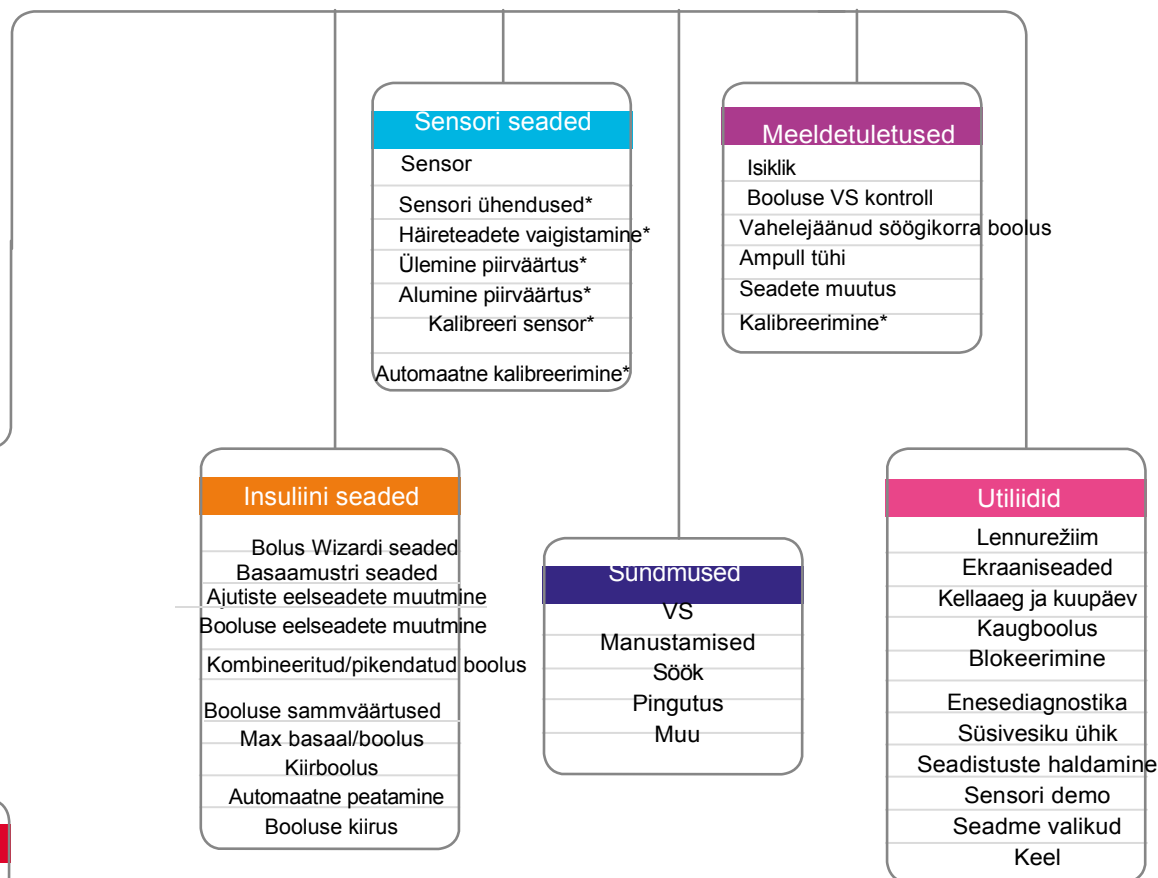 Sensori seaded
Sensor
Sensori ühendused*
Häireteadete vaigistamine*
Ülemine piirväärtus*
Alumine piirväärtus*
Kalibreeri sensor*
Automaatne kalibreerimine*
Meeldetuletused
Isiklik
Booluse VS kontroll
Vahelejäänud söögikorra boolus
Ampull tühi
Seadete muutus
Kalibreerimine*
Insuliini seaded
Bolus Wizardi seaded
Basaamustri seaded
Ajutiste eelseadete muutmine
Booluse eelseadete muutmine
Kombineeritud/pikendatud boolus
Booluse sammväärtused
Max basaal/boolus
Kiirboolus
Automaatne peatamine
Booluse kiirus
Sündmused
VS
Manustamised
Söök
Pingutus
Muu
Utiliidid
Lennurežiim
Ekraaniseaded
Kellaaeg ja kuupäev
Kaugboolus
Blokeerimine
Enesediagnostika
Süsivesiku ühik
Seadistuste haldamine
Sensori demo
Seadme valikud
Keel